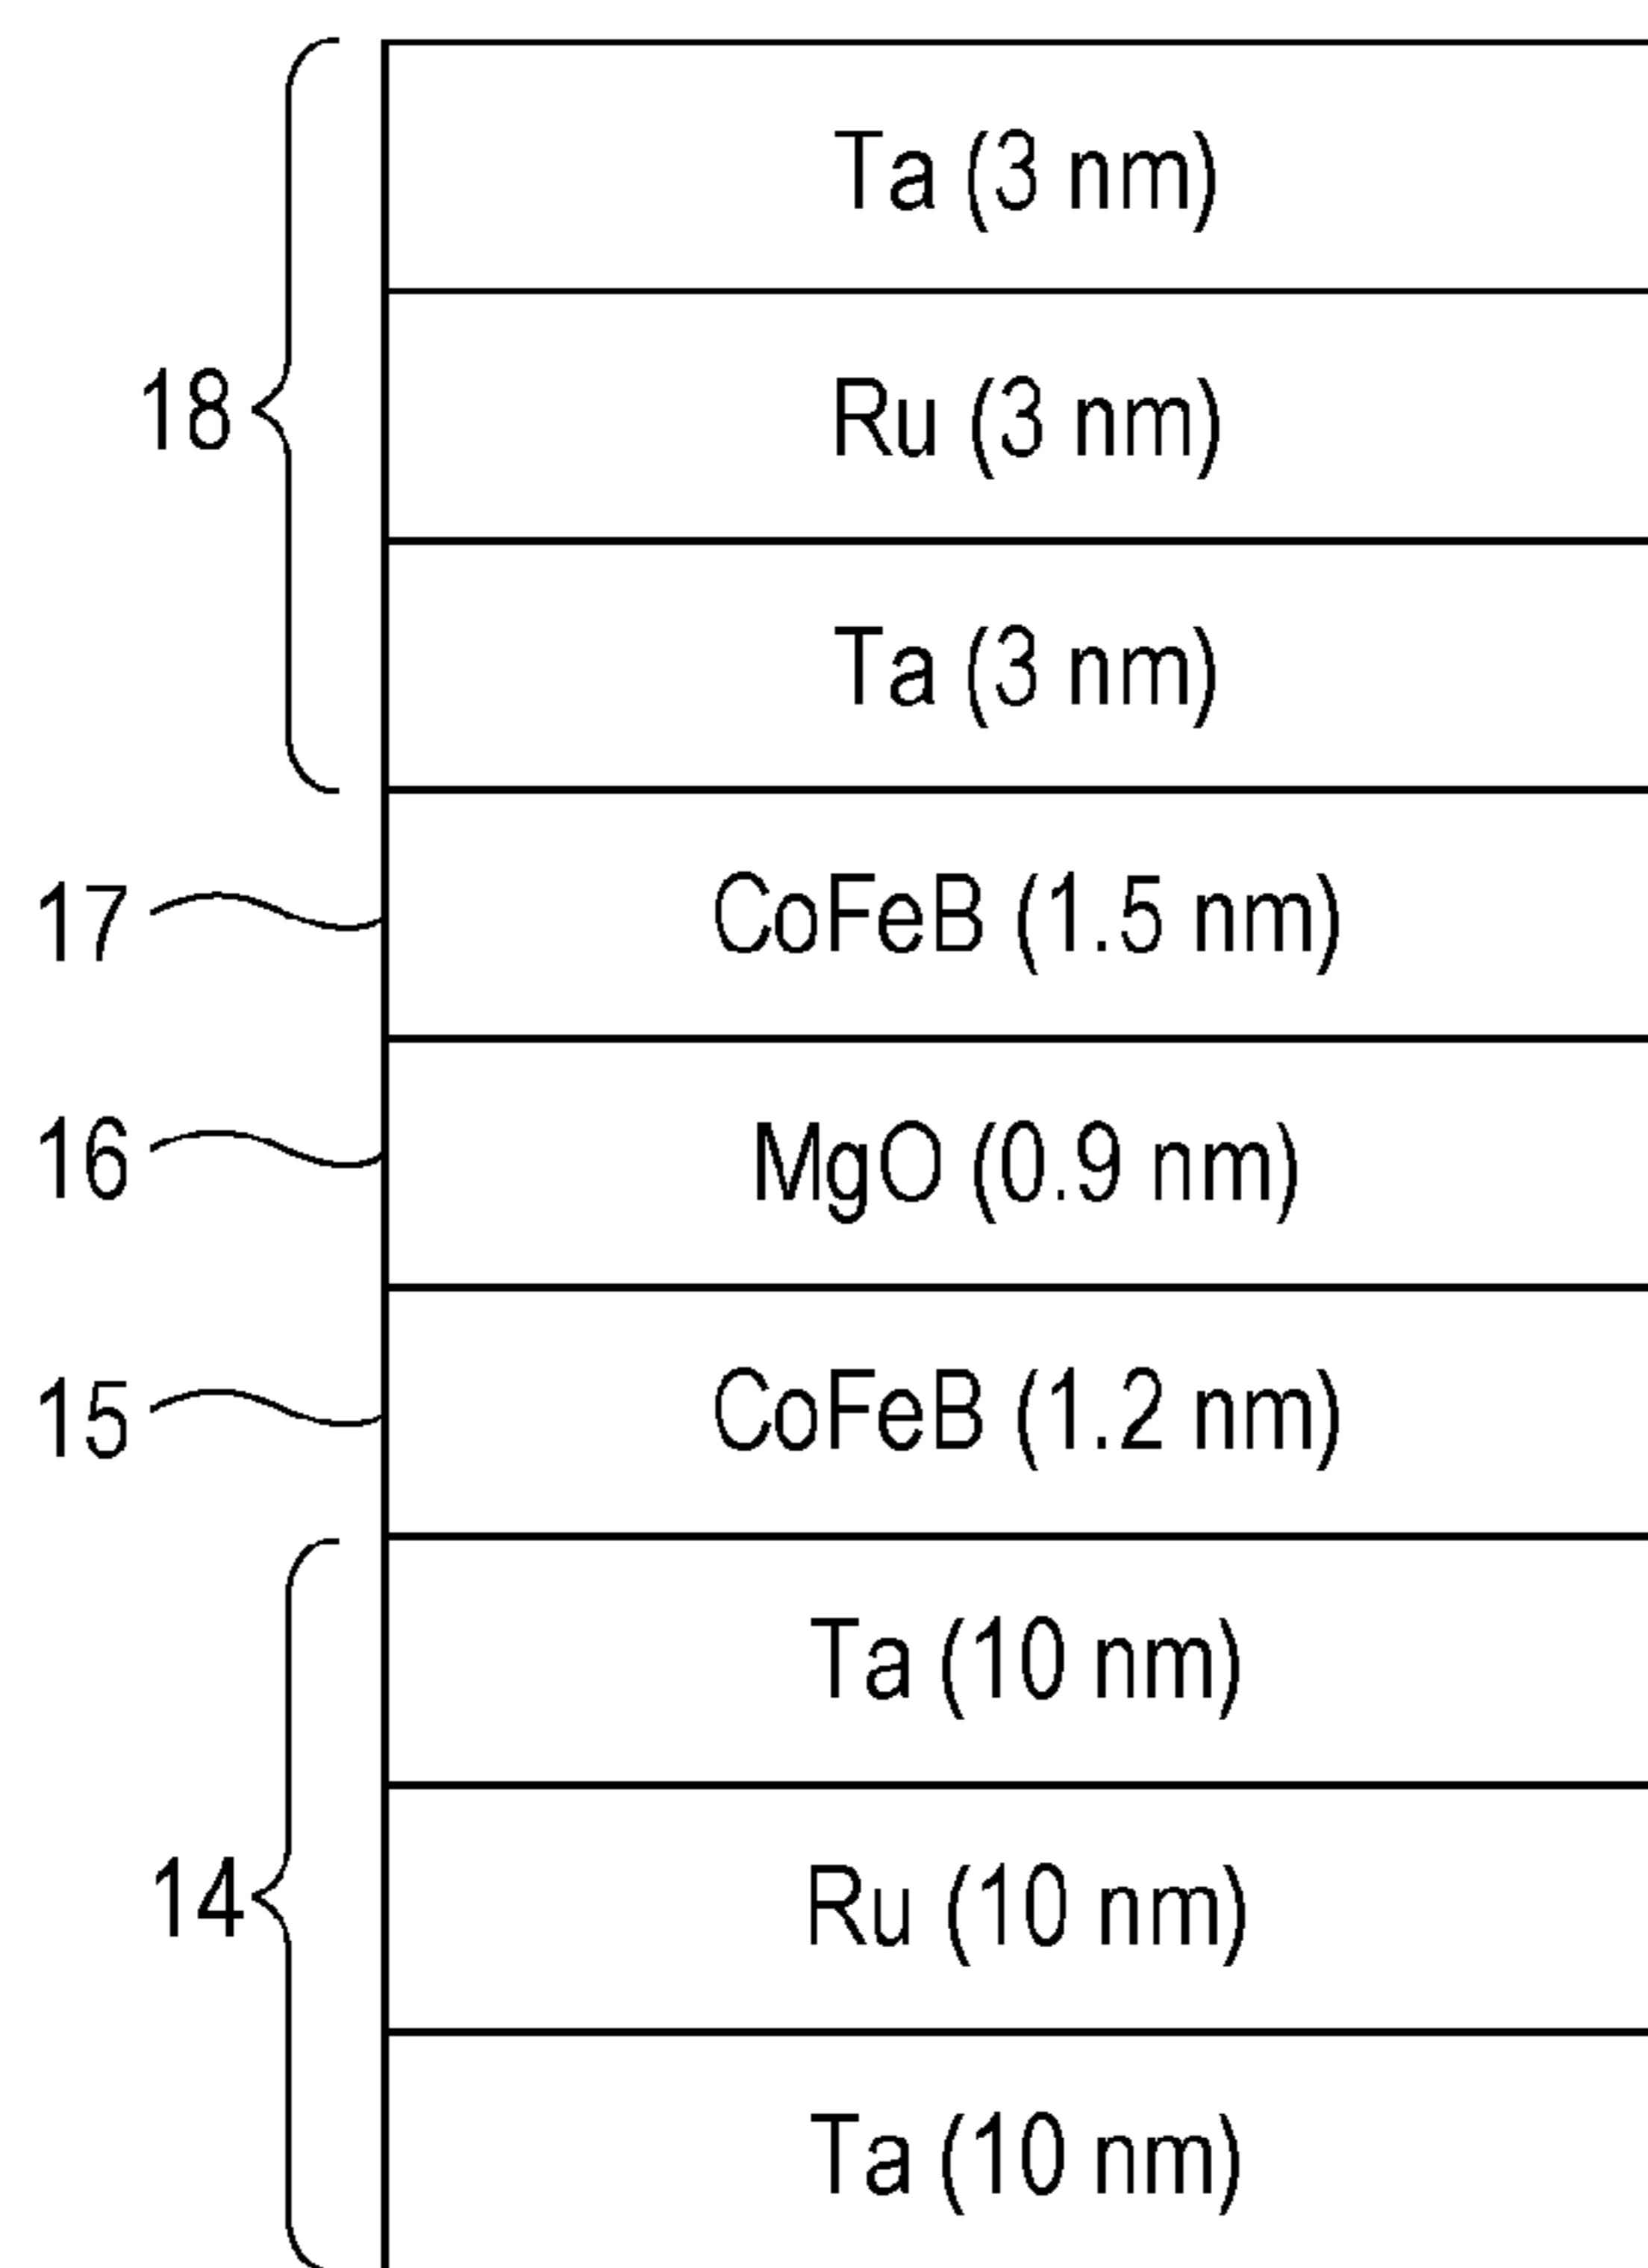 Ta (3 nm)
18
Ru (3 nm)
Ta (3 nm)
17
CoFeB (1.5 nm)
16
MgO (0.9 nm)
15
CoFeB (1.2 nm)
Ta (10 nm)
14
Ru (10 nm)
Ta (10 nm)